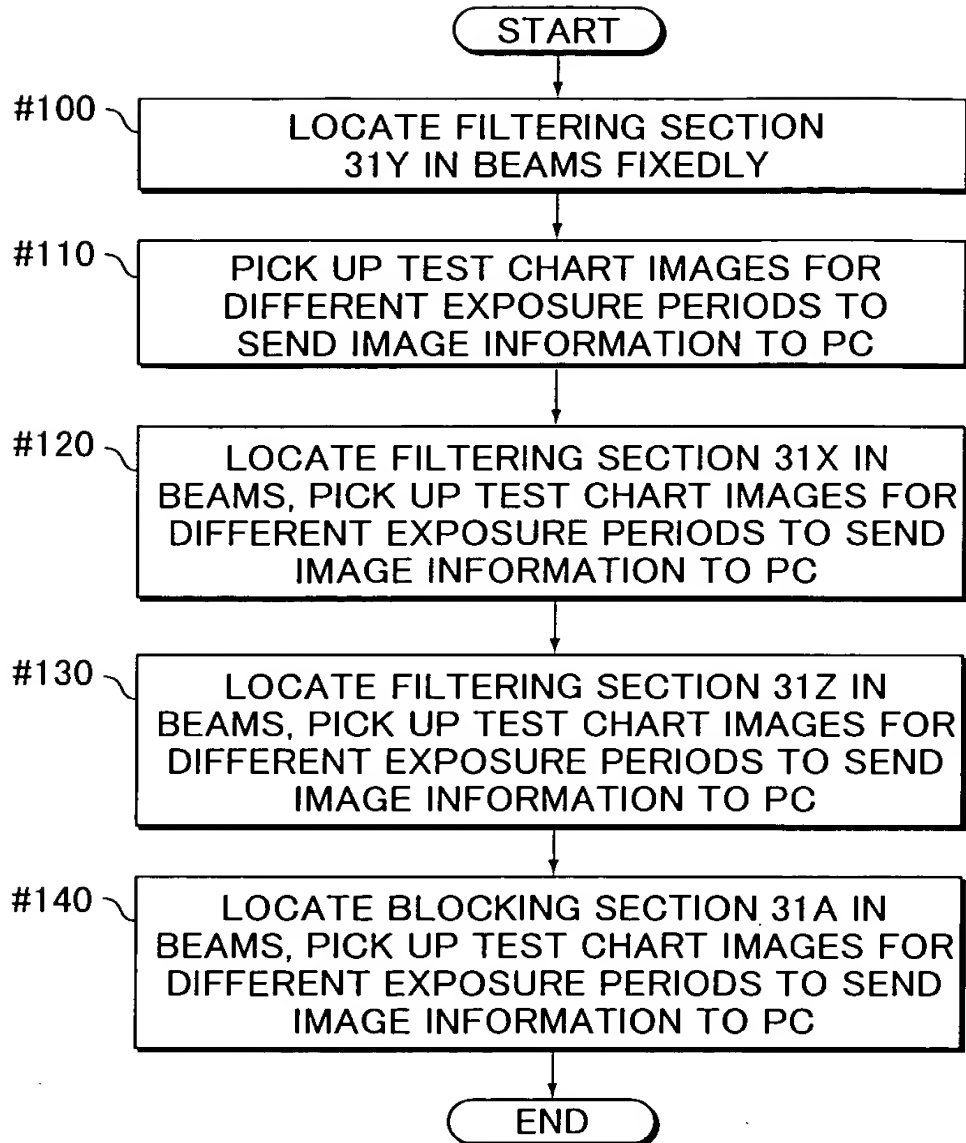 START
#100
LOCATE FILTERING SECTION
31Y IN BEAMS FIXEDLY
#110
PICK UP TEST CHART IMAGES FOR
DIFFERENT EXPOSURE PERIODS TO
SEND IMAGE INFORMATION TO PC
#120
LOCATE FILTERING SECTION 31X IN
BEAMS, PICK UP TEST CHART IMAGES FOR
DIFFERENT EXPOSURE PERIODS TO SEND
IMAGE INFORMATION TO PC
#130
LOCATE FILTERING SECTION 31Z IN
BEAMS, PICK UP TEST CHART IMAGES FOR
DIFFERENT EXPOSURE PERIODS TO SEND
IMAGE INFORMATION TO PC
#140
LOCATE BLOCKING SECTION 31A IN
BEAMS, PICK UP TEST CHART IMAGES FOR
DIFFERENT EXPOSURE PERIODS TO SEND
IMAGE INFORMATION TO PC
END